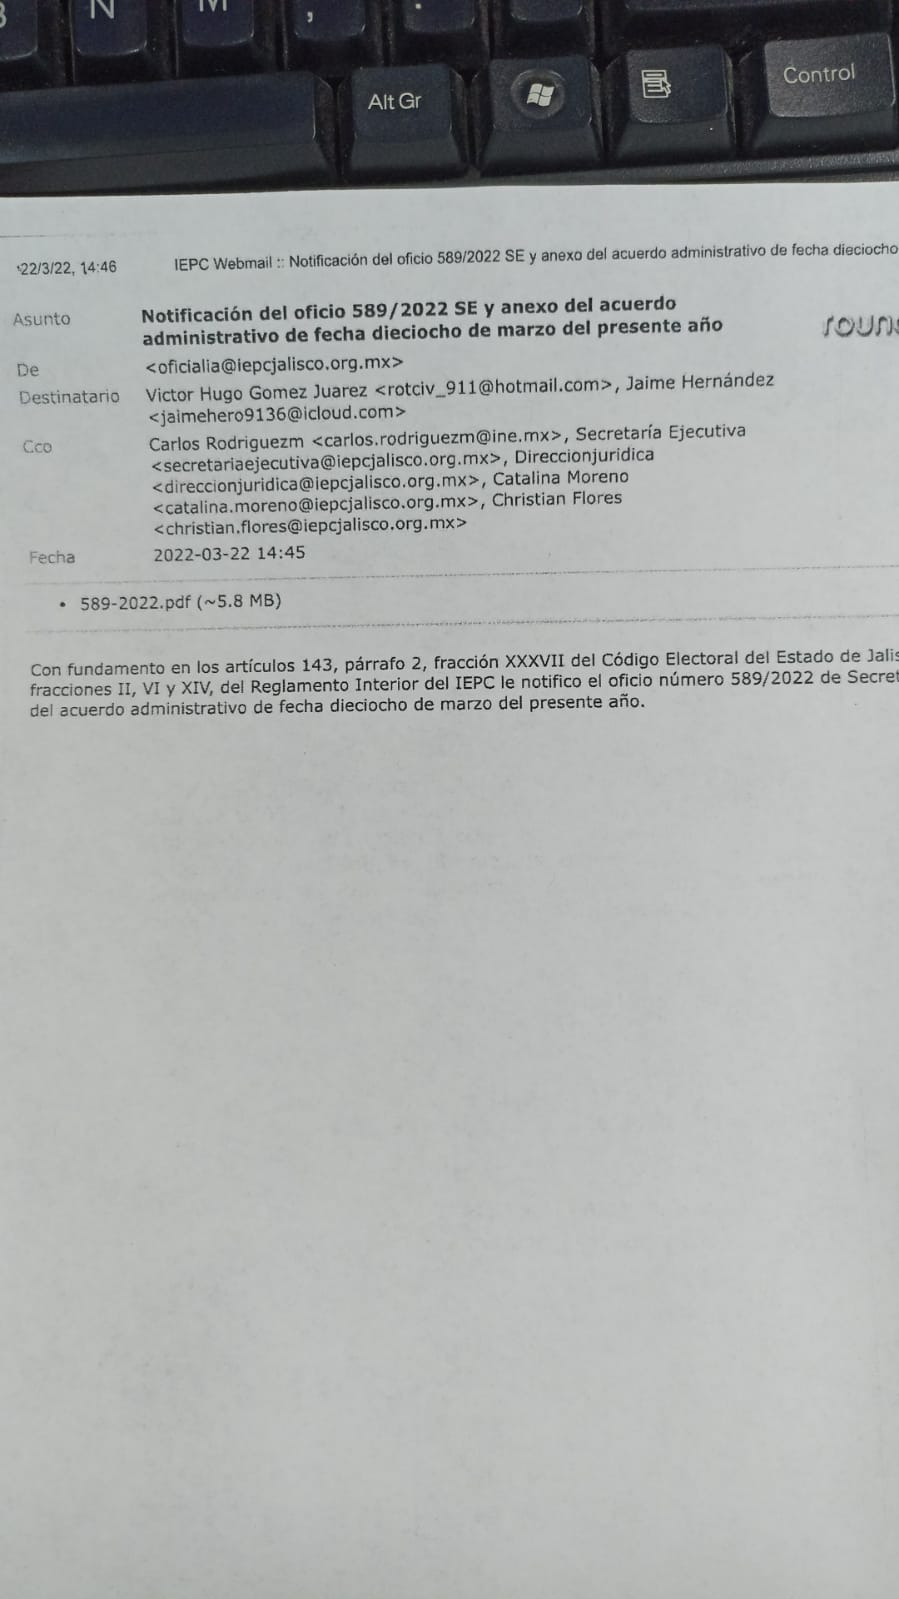 N M , .
Alt Gr
Control
22/3/22, 14:46 IEPC Webmail :: Notificación del oficio 589/2022 SE y anexo del acuerdo administrativo de fecha dieciocho
Asunto Notificación del oficio 589/2022 SE y anexo del acuerdo
administrativo de fecha dieciocho de marzo del presente año
De <oficialia@iepcjalisco.org.mx>
Destinatario Victor Hugo Gomez Juarez <rotciv_911@hotmail.com>, Jaime Hernández
<jaimehero9136@icloud.com>
Cco Carlos Rodriguezm <carlos.rodriguezm@ine.mx>, Secretaría Ejecutiva
<secretariaejecutiva@iepcjalisco.org.mx>, Direccionjuridica
<direccionjuridica@iepcjalisco.org.mx>, Catalina Moreno
<catalina.moreno@iepcjalisco.org.mx>, Christian Flores
<christian.flores@iepcjalisco.org.mx>
Fecha 2022-03-22 14:45
• 589-2022.pdf (~5.8 MB)
Con fundamento en los artículos 143, párrafo 2, fracción XXXVII del Código Electoral del Estado de Jalis
fracciones II, VI y XIV, del Reglamento Interior del IEPC le notifico el oficio número 589/2022 de Secret
del acuerdo administrativo de fecha dieciocho de marzo del presente año.